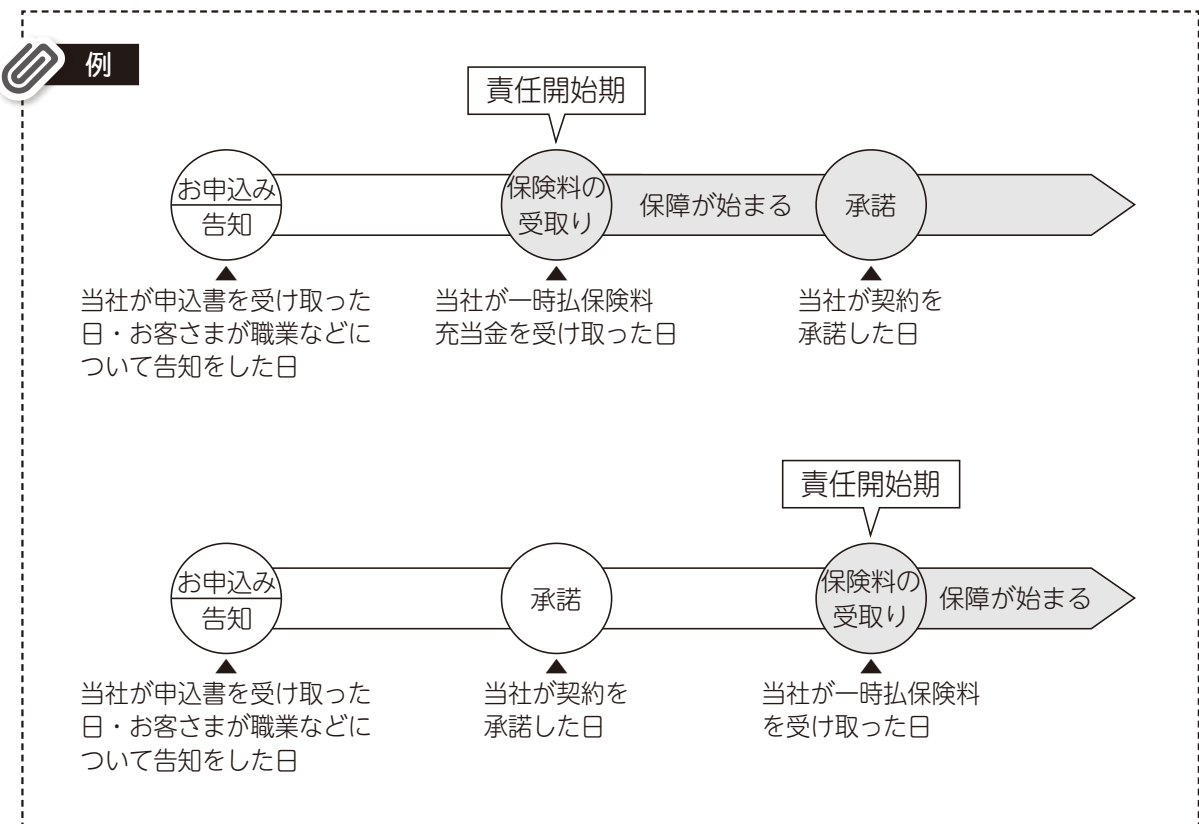 例
責任開始期
お申込み
告知
保険料の
受取り
保障が始まる
承諾
当社が申込書を受け取った
日・お客さまが職業などに
ついて告知をした日
当社が一時払保険料
充当金を受け取った日
当社が契約を
承諾した日
責任開始期
お申込み
告知
承諾
保険料の
受取り
保障が始まる
当社が申込書を受け取った
日・お客さまが職業などに
ついて告知をした日
当社が契約を
承諾した日
当社が一時払保険料
を受け取った日